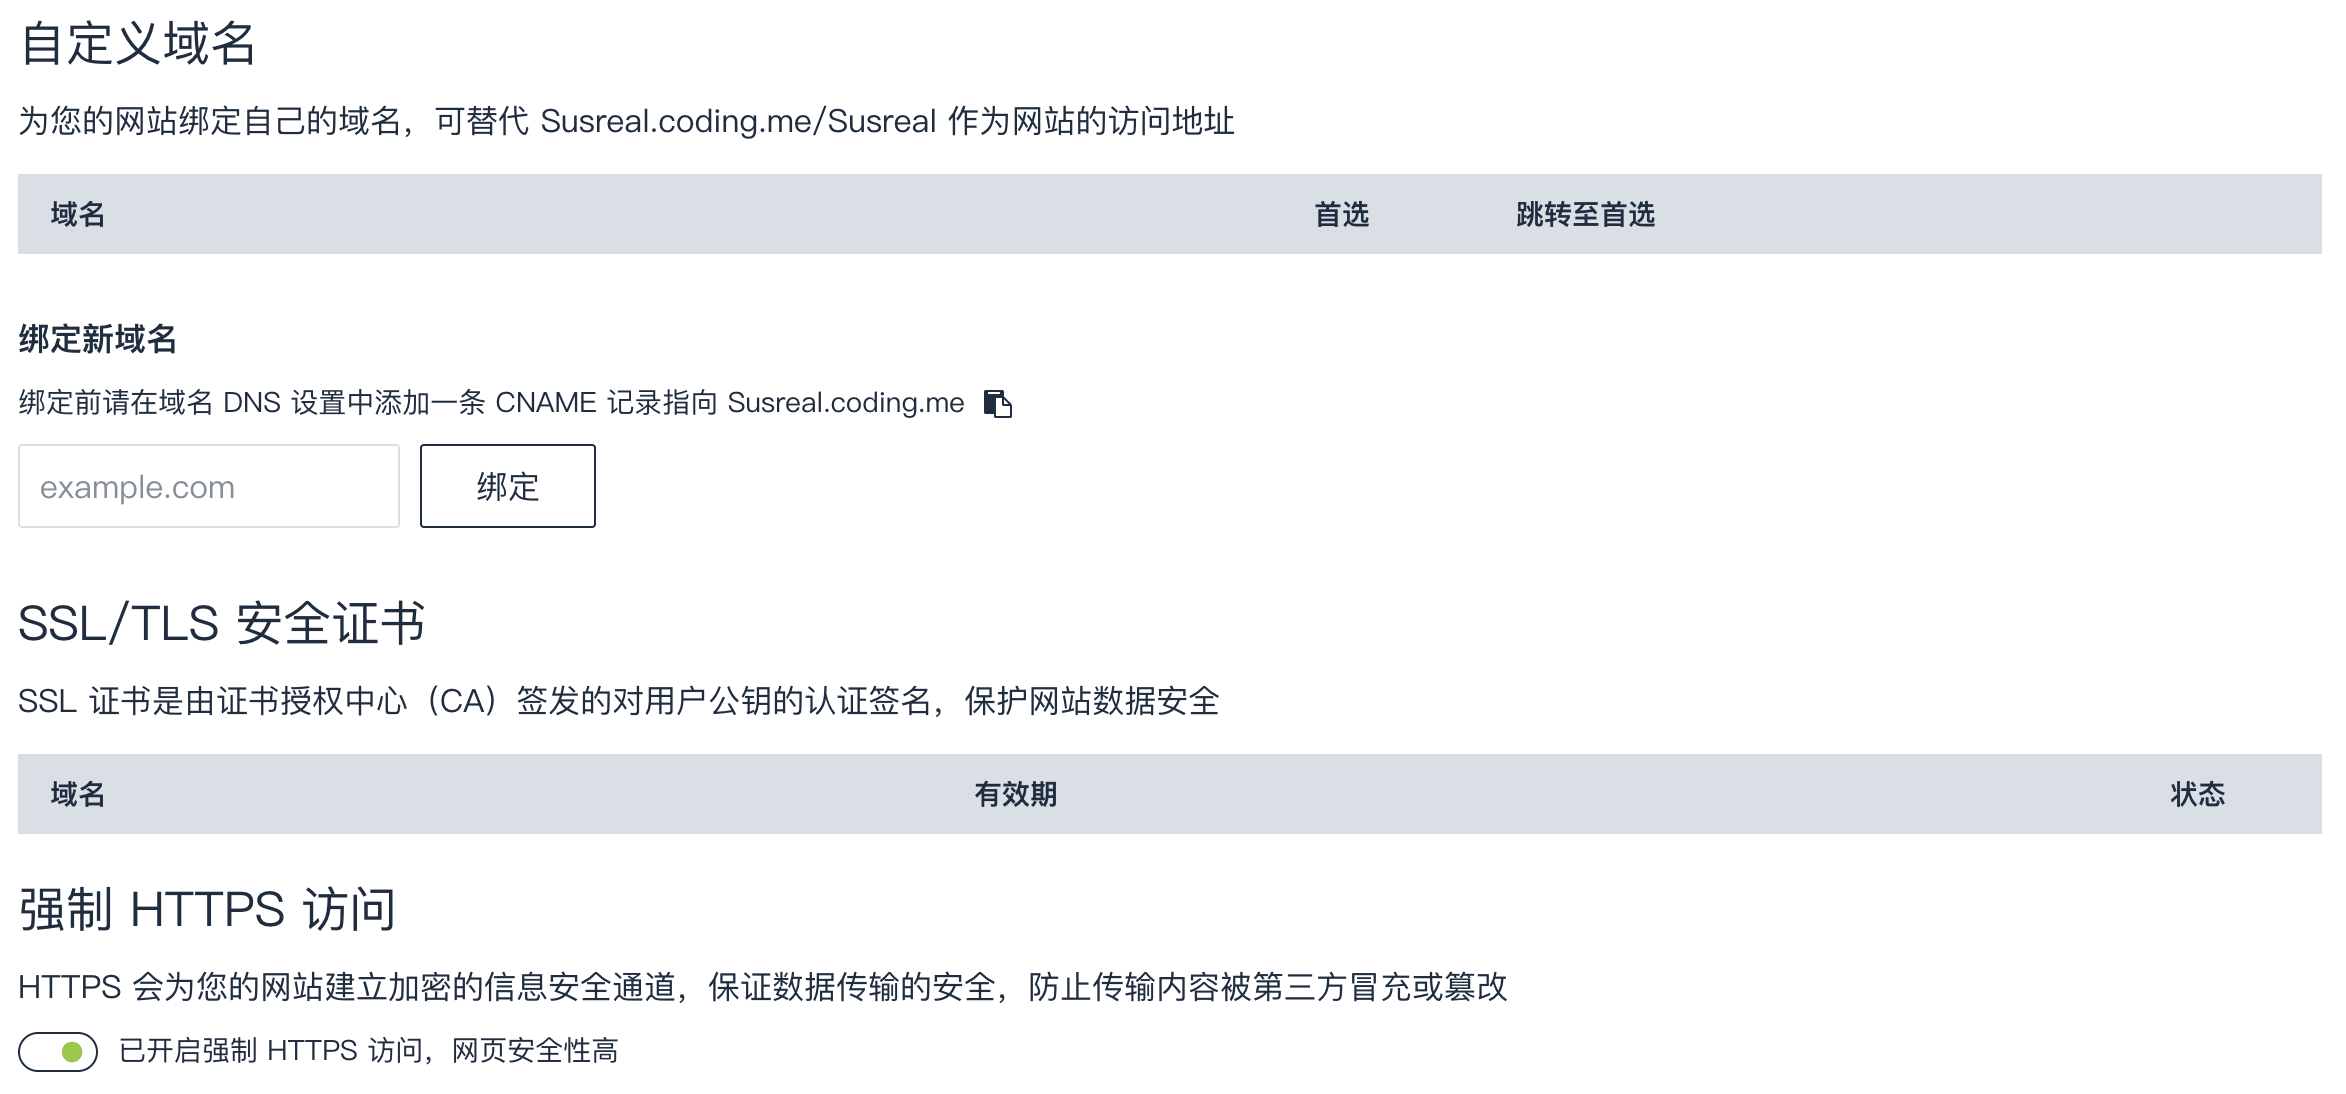 自定义域名
为您的网站绑定自己的域名，可替代 Susreal.coding.me/Susreal 作为网站的访问地址
域名 首选 跳转至首选
绑定新域名
绑定前请在域名 DNS 设置中添加一条 CNAME 记录指向 Susreal.coding.me
example.com 绑定
SSL/TLS 安全证书
SSL 证书是由证书授权中心（CA）签发的对用户公钥的认证签名，保护网站数据安全
域名 有效期 状态
强制 HTTPS 访问
HTTPS 会为您的网站建立加密的信息安全通道，保证数据传输的安全，防止传输内容被第三方冒充或篡改
已开启强制 HTTPS 访问，网页安全性高